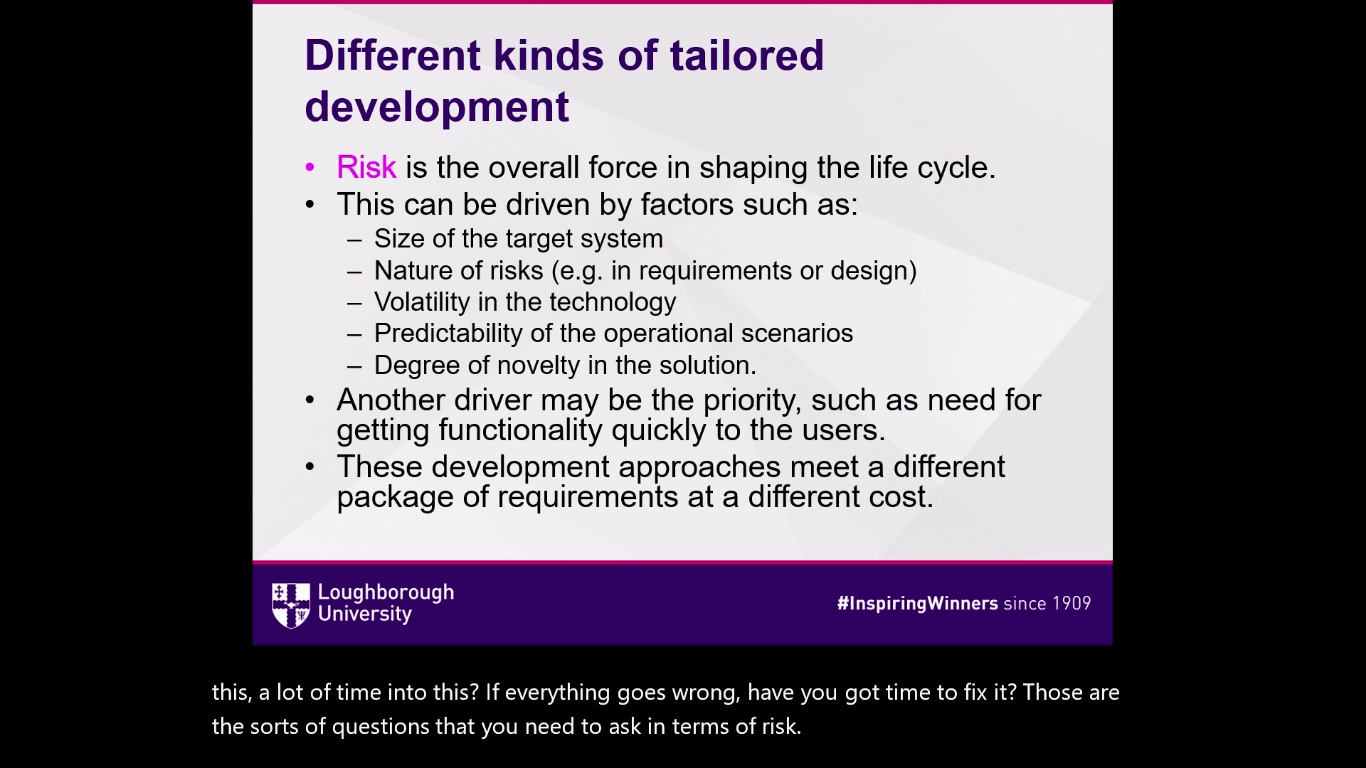 Different kinds of tailored
development
• Risk is the overall force in shaping the life cycle.
• This can be driven by factors such as:
– Size of the target system
– Nature of risks (e.g. in requirements or design)
– Volatility in the technology
– Predictability of the operational scenarios
– Degree of novelty in the solution.
• Another driver may be the priority, such as need for
getting functionality quickly to the users.
• These development approaches meet a different
package of requirements at a different cost.
Loughborough
University
#InspiringWinners since 1909
this, a lot of time into this? If everything goes wrong, have you got time to fix it? Those are
the sorts of questions that you need to ask in terms of risk.